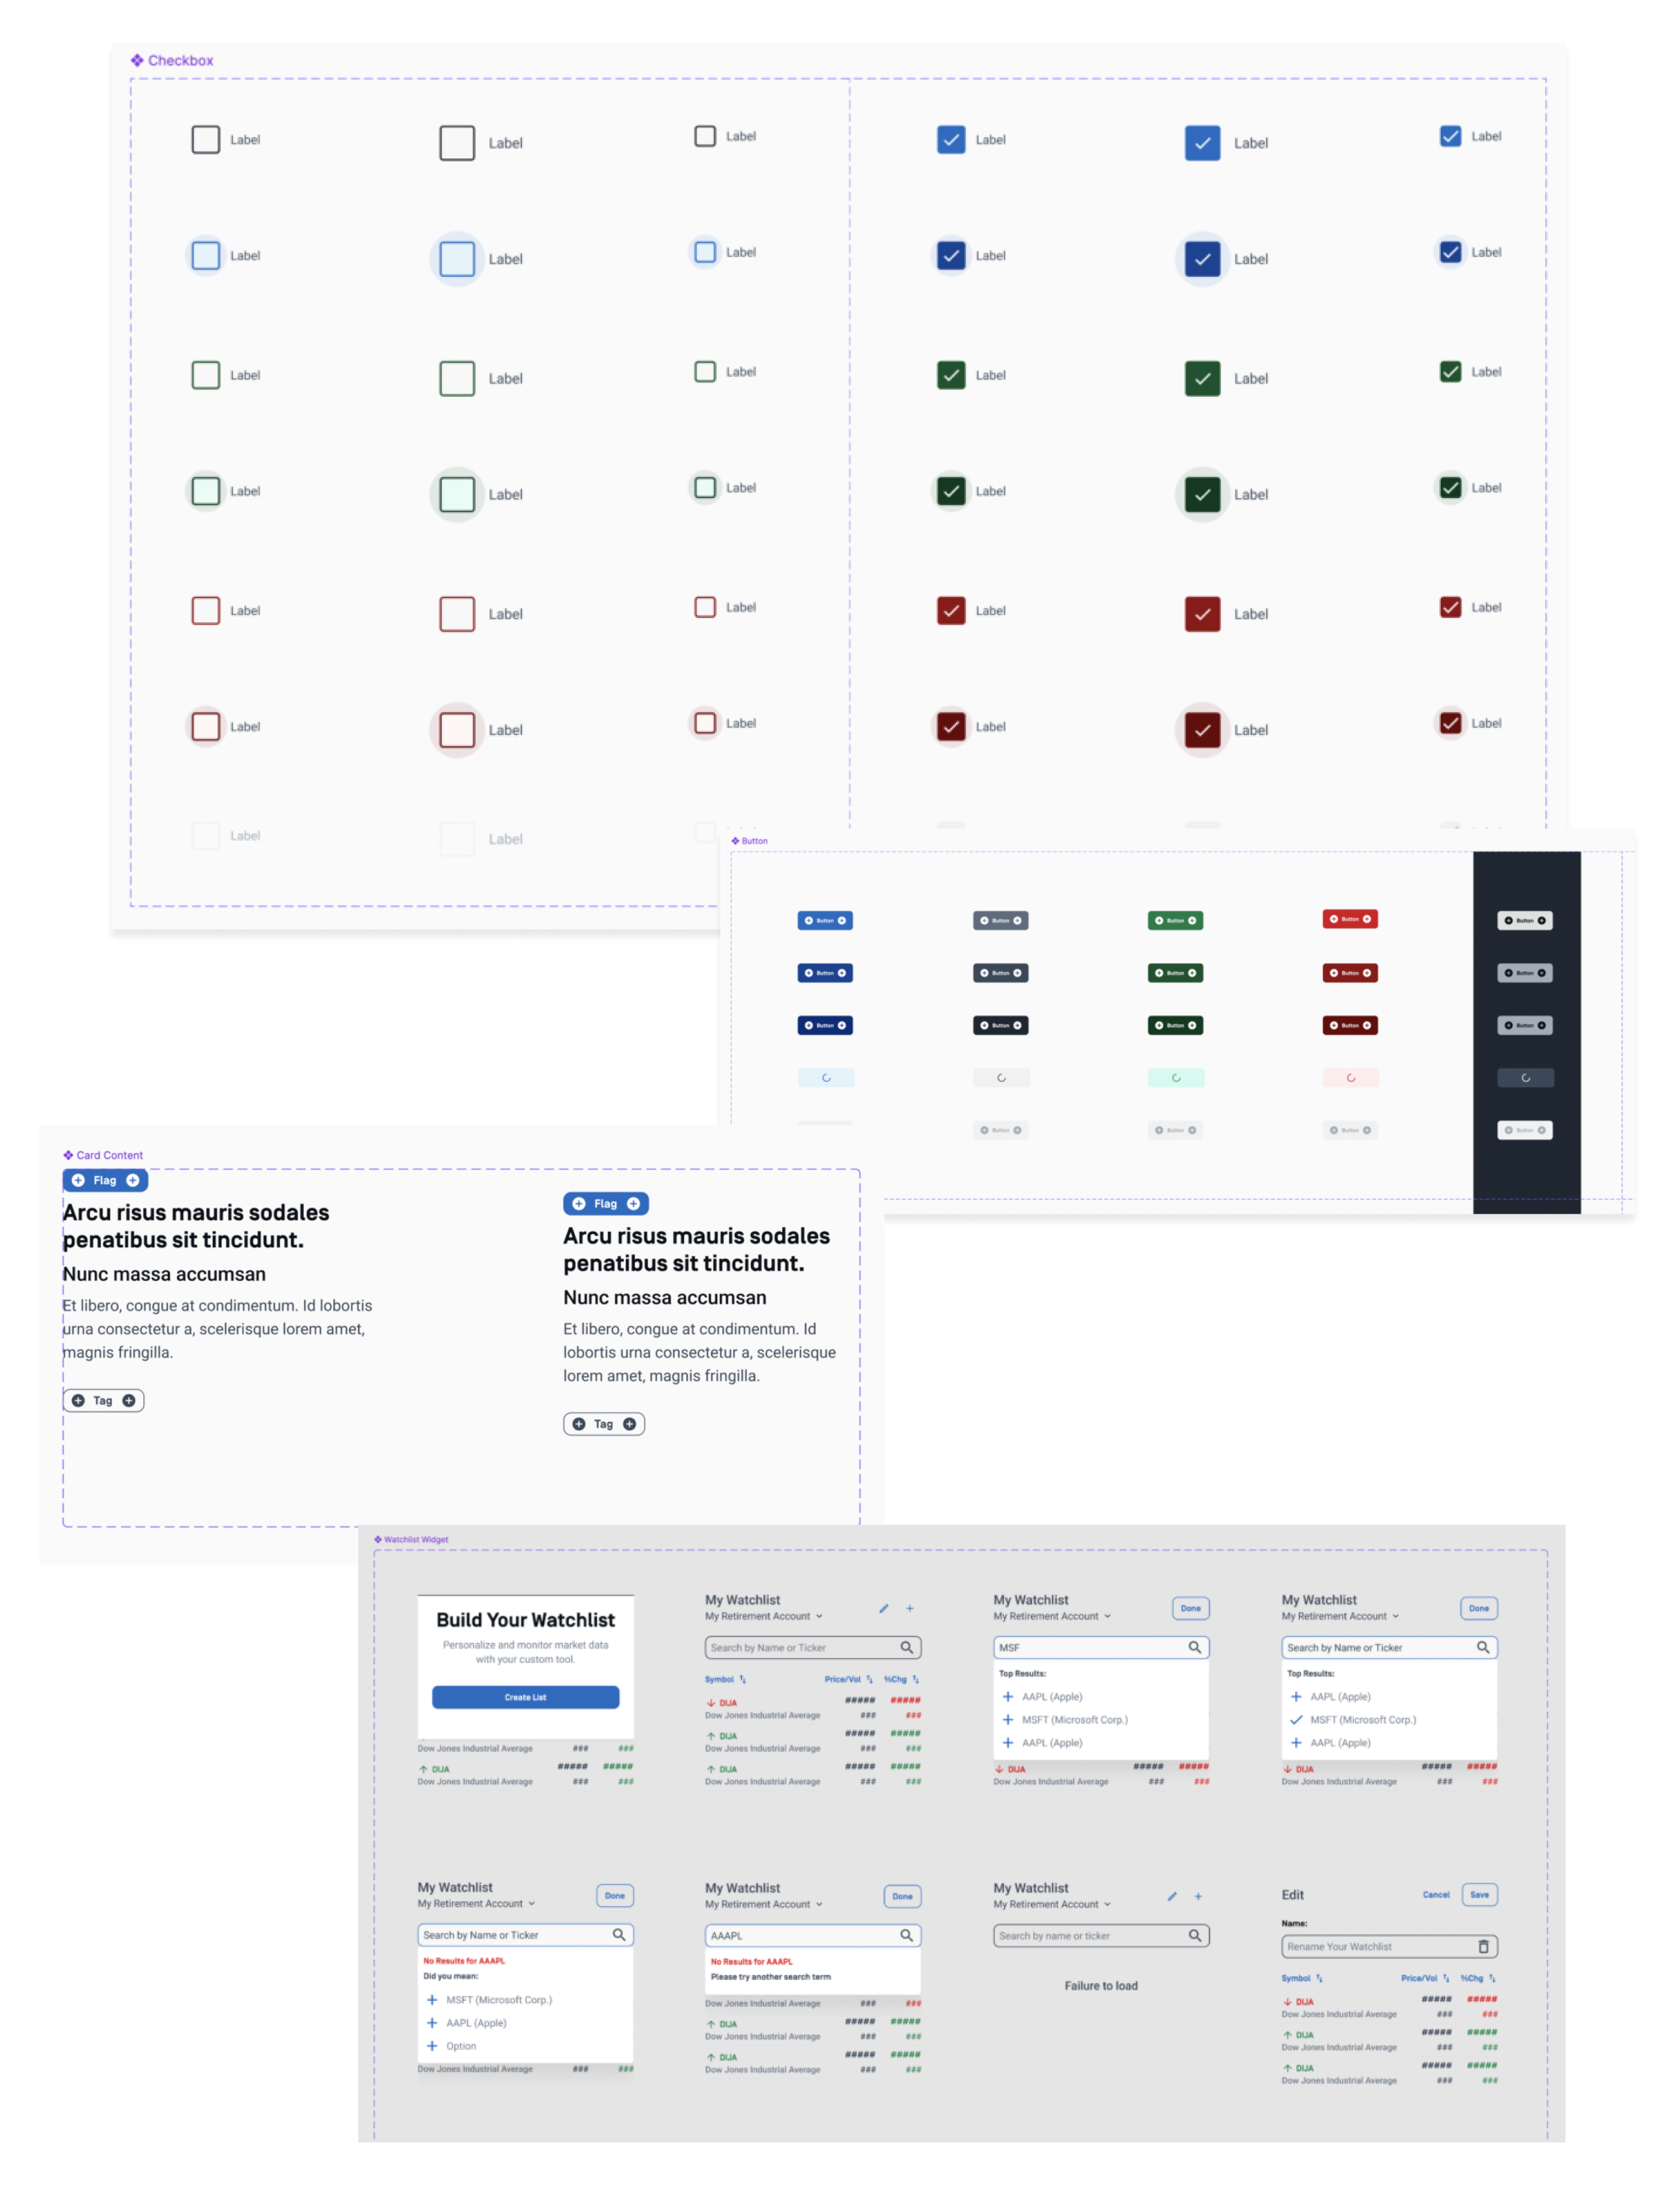 Checkbox
Label Label Label Label Label Label
Label Label Label Label Label Label
Label Label Label Label Label Label
Label Label Label Label Label Label
Label Label Label Label Label Label
Label Label Label Label Label Label
Label Label
Button
Button Button Button Button Button
Button Button Button Button Button
Button Button Button Button Button
Button Button Button Button
Card Content
Flag
Arcu risus mauris sodales
penatibus sit tincidunt.
Nunc massa accumsan
Et libero, congue at condimentum. Id lobortis
urna consectetur a, scelerisque lorem amet,
magnis fringilla.
Tag
Flag
Arcu risus mauris sodales
penatibus sit tincidunt.
Nunc massa accumsan
Et libero, congue at condimentum. Id
lobortis urna consectetur a, scelerisque
lorem amet, magnis fringilla.
Tag
Watchlist Widget
Build Your Watchlist
Personalize and monitor market data
with your custom tool.
Create List
Dow Jones Industrial Average ### ###
DIJA ##### #####
Dow Jones Industrial Average ### ###
My Watchlist
My Retirement Account
Search by Name or Ticker
Symbol Price/Vol %Chg
DIJA ##### #####
Dow Jones Industrial Average ### ###
DIJA ##### #####
Dow Jones Industrial Average ### ###
DIJA ##### #####
Dow Jones Industrial Average ### ###
My Watchlist
My Retirement Account
Done
MSF
Top Results:
AAPL (Apple)
MSFT (Microsoft Corp.)
AAPL (Apple)
DIJA ##### #####
Dow Jones Industrial Average ### ###
My Watchlist
My Retirement Account
Done
Search by Name or Ticker
Top Results:
AAPL (Apple)
MSFT (Microsoft Corp.)
AAPL (Apple)
DIJA ##### #####
Dow Jones Industrial Average ### ###
My Watchlist
My Retirement Account
Done
Search by Name or Ticker
No Results for AAAPL
Did you mean:
MSFT (Microsoft Corp.)
AAPL (Apple)
Option
Dow Jones Industrial Average ### ###
My Watchlist
My Retirement Account
Done
AAAPL
No Results for AAAPL
Please try another search term
Dow Jones Industrial Average ### ###
DIJA ##### #####
Dow Jones Industrial Average ### ###
DIJA ##### #####
Dow Jones Industrial Average ### ###
My Watchlist
My Retirement Account
Search by name or ticker
Failure to load
Edit
Cancel
Save
Name:
Rename Your Watchlist
Symbol Price/Vol %Chg
DIJA ##### #####
Dow Jones Industrial Average ### ###
DIJA ##### #####
Dow Jones Industrial Average ### ###
DIJA ##### #####
Dow Jones Industrial Average ### ###